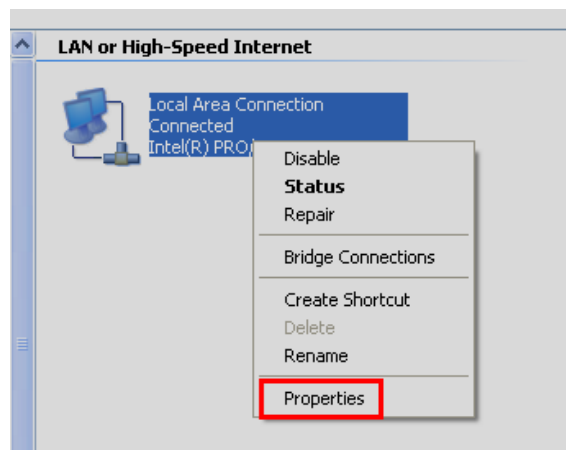 LAN or High-Speed Internet
Local Area Connection
Connected
Intel(R) PRO/
Disable
Status
Repair
Bridge Connections
Create Shortcut
Delete
Rename
Properties